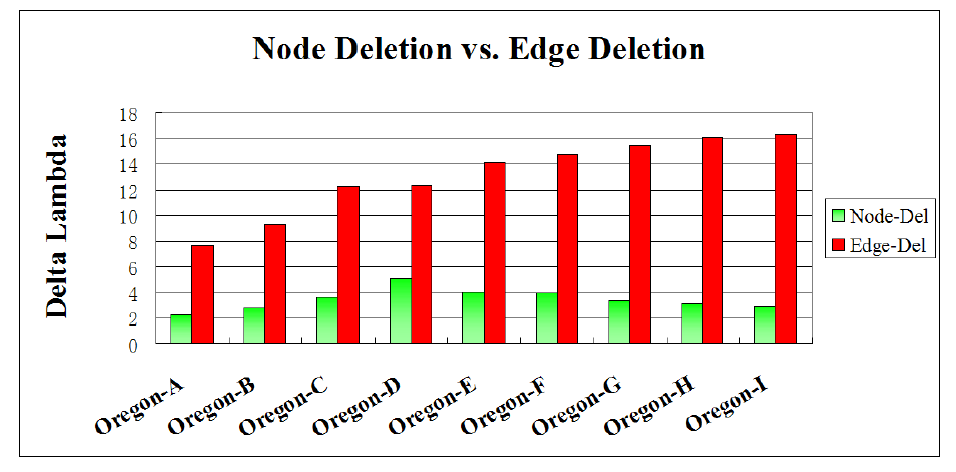 Node Deletion vs. Edge Deletion
Delta Lambda
18
16
14
12
10
8
6
4
2
0
Oregon-A
Oregon-B
Oregon-C
Oregon-D
Oregon-E
Oregon-F
Oregon-G
Oregon-H
Oregon-I
Node-Del
Edge-Del